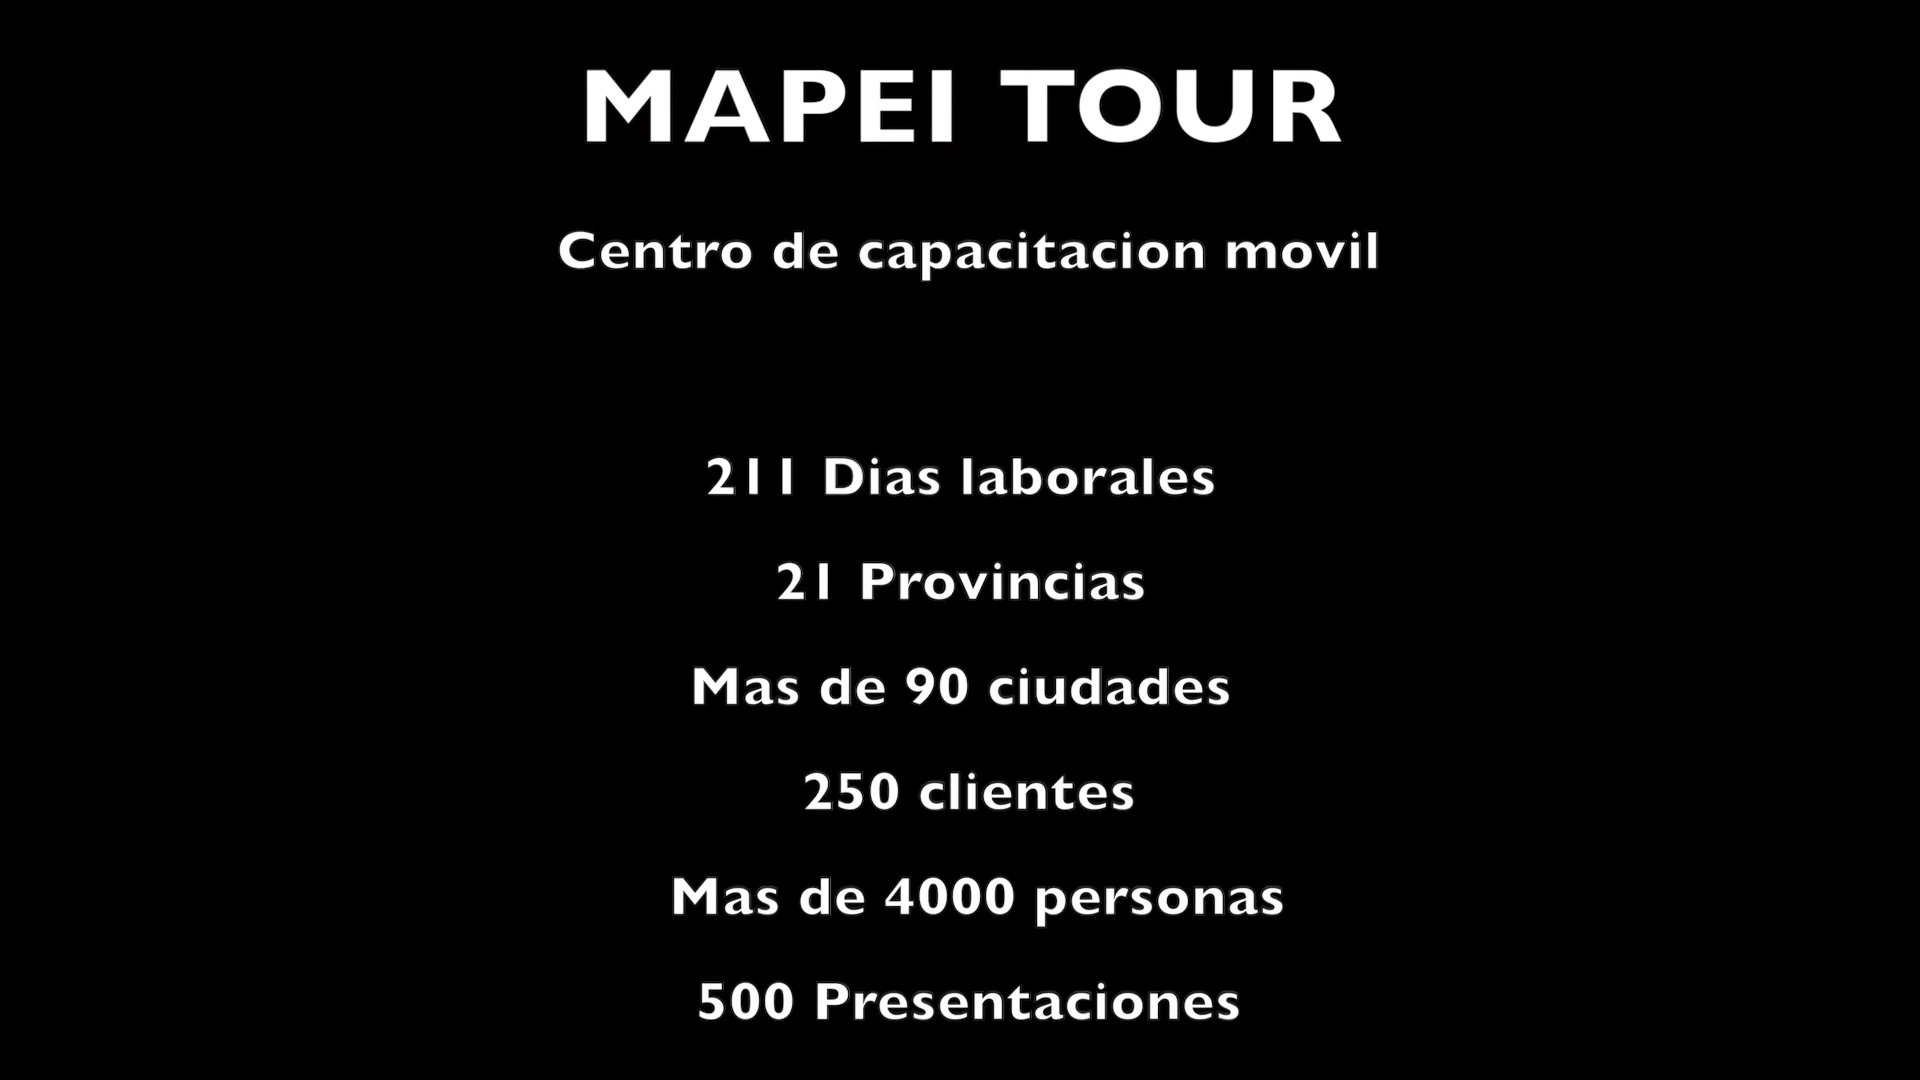 MAPEI TOUR
Centro de capacitacion movil
211 Dias laborales
21 Provincias
Mas de 90 ciudades
250 clientes
Mas de 4000 personas
500 Presentaciones